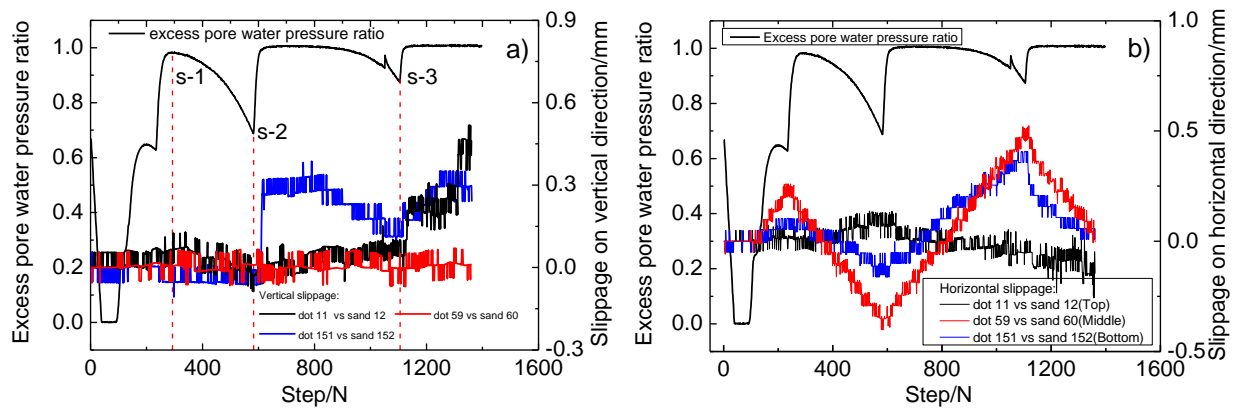 excess pore water pressure ratio
a)
s-1
s-2
s-3
Vertical slippage:
dot 11 vs sand 12
dot 59 vs sand 60
dot 151 vs sand 152
Excess pore water pressure ratio
1.0
0.8
0.6
0.4
0.2
0.0
Slippage on vertical direction/mm
0.9
0.6
0.3
0.0
-0.3
0
400
800
1200
1600
Step/N
Excess pore water pressure ratio
b)
Horizontal slippage:
dot 11 vs sand 12(Top)
dot 59 vs sand 60(Middle)
dot 151 vs sand 152(Bottom)
Excess pore water pressure ratio
1.0
0.8
0.6
0.4
0.2
0.0
Slippage on horizontal direction/mm
1.0
0.5
0.0
-0.5
0
400
800
1200
1600
Step/N